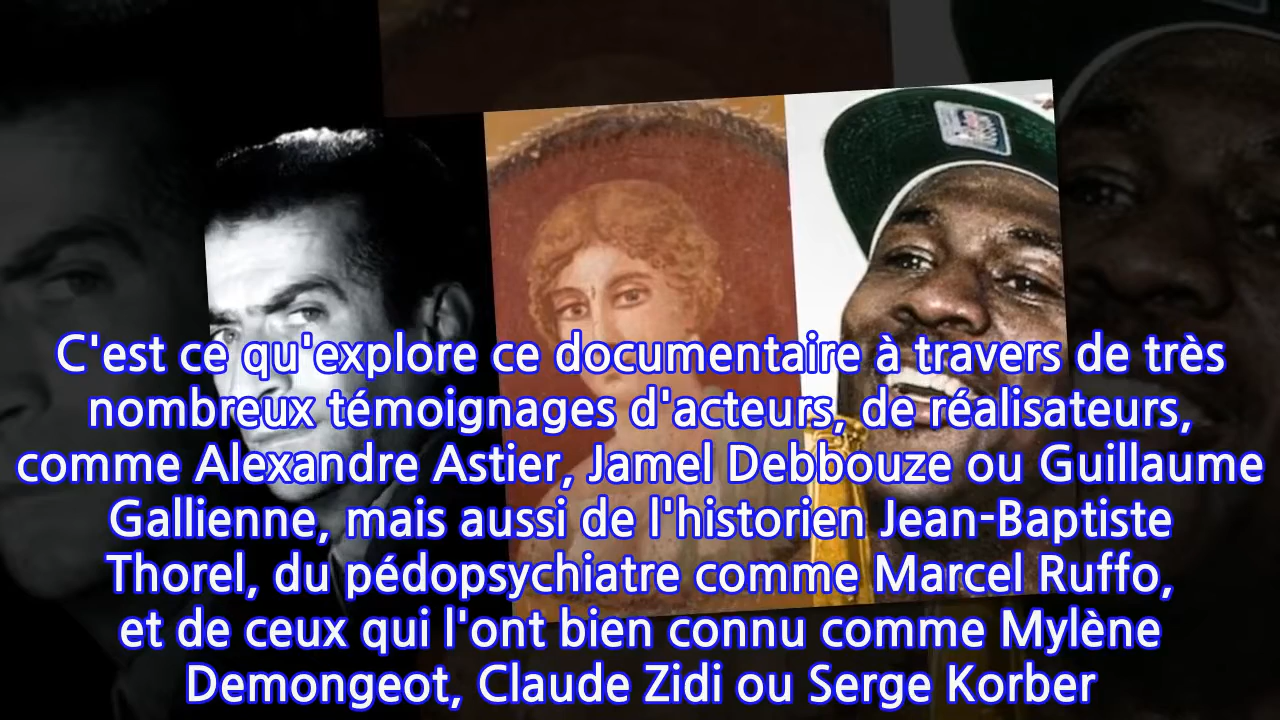 C'est ce qu'explore ce documentaire à travers de très
nombreux témoignages d'acteurs, de réalisateurs,
comme Alexandre Astier, Jamel Debbouze ou Guillaume
Gallienne, mais aussi de l'historien Jean-Baptiste
Thorel, du pédopsychiatre comme Marcel Ruffo,
et de ceux qui l'ont bien connu comme Mylène
Demongeot, Claude Zidi ou Serge Korber